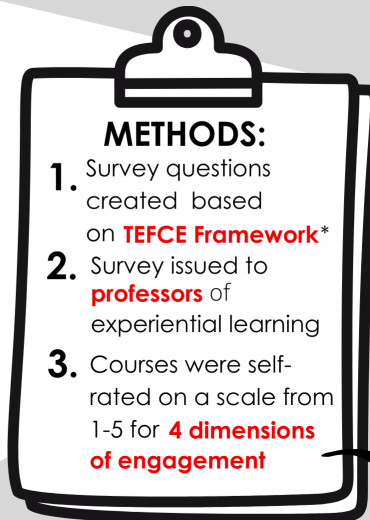 METHODS:
1. Survey questions
created based
on TEFCE Framework*
2. Survey issued to
professors of
experiential learning
3. Courses were self-
rated on a scale from
1-5 for 4 dimensions
of engagement